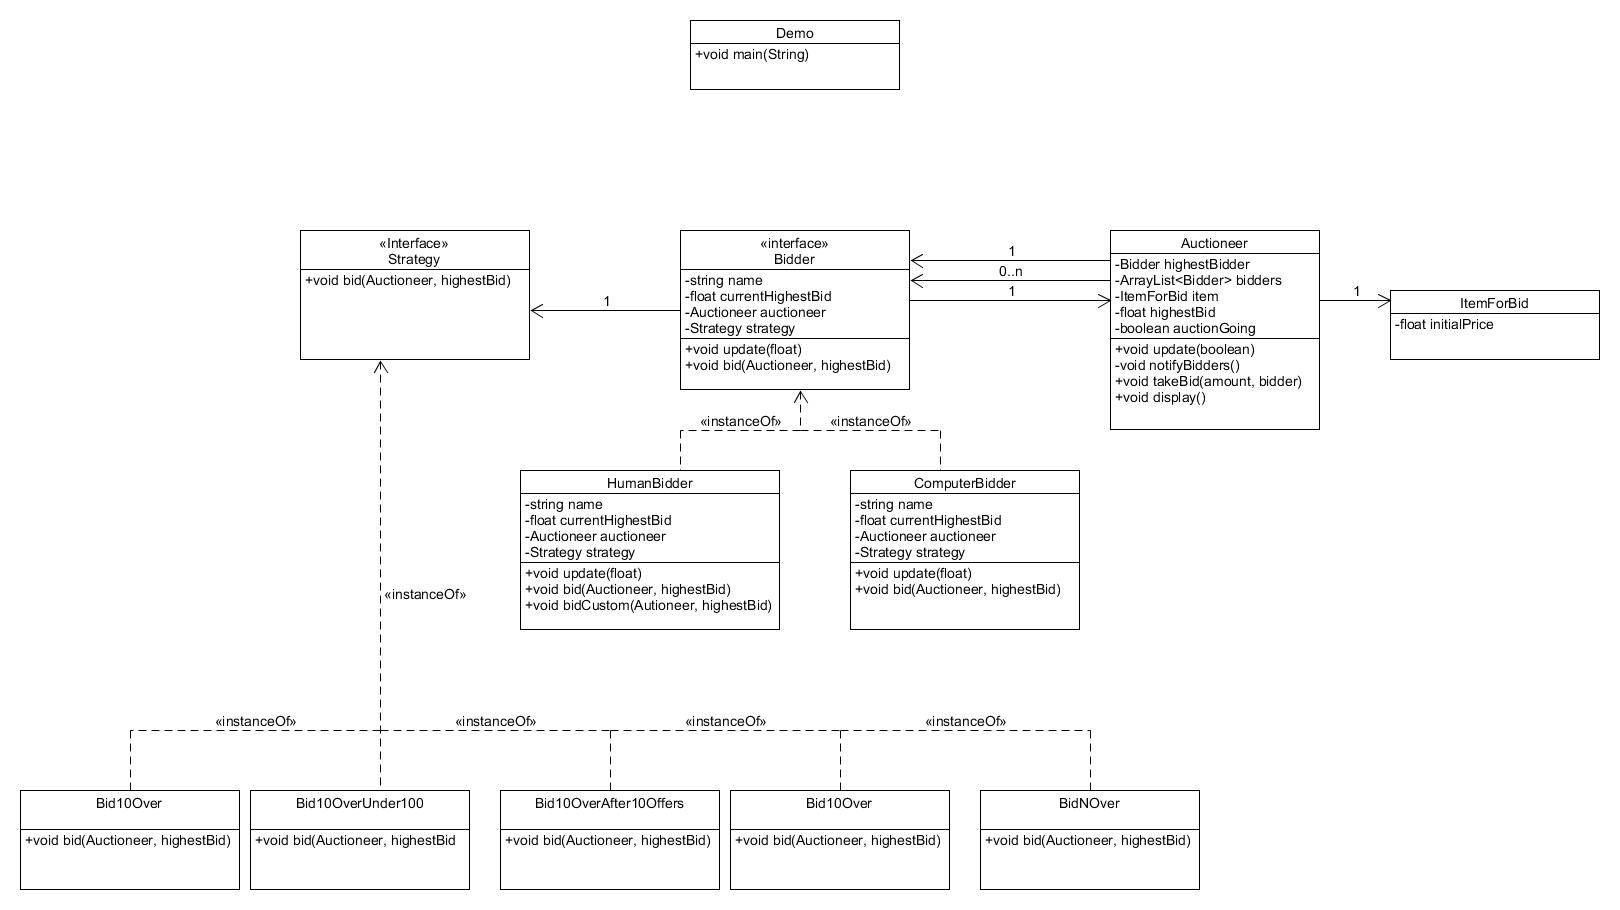 Demo
+void main(String)
«Interface»
Strategy
+void bid(Auctioneer, highestBid)
1
«interface»
Bidder
-string name
-float currentHighestBid
-Auctioneer auctioneer
-Strategy strategy
+void update(float)
+void bid(Auctioneer, highestBid)
1
0..n
1
Auctioneer
-Bidder highestBidder
-ArrayList<Bidder> bidders
-ItemForBid item
-float highestBid
-boolean auctionGoing
+void update(boolean)
-void notifyBidders()
+void takeBid(amount, bidder)
+void display()
1
ItemForBid
-float initialPrice
«instanceOf»
«instanceOf»
HumanBidder
-string name
-float currentHighestBid
-Auctioneer auctioneer
-Strategy strategy
+void update(float)
+void bid(Auctioneer, highestBid)
+void bidCustom(Autioneer, highestBid)
ComputerBidder
-string name
-float currentHighestBid
-Auctioneer auctioneer
-Strategy strategy
+void update(float)
+void bid(Auctioneer, highestBid)
«instanceOf»
«instanceOf»
«instanceOf»
«instanceOf»
«instanceOf»
Bid10Over
+void bid(Auctioneer, highestBid)
Bid10OverUnder100
+void bid(Auctioneer, highestBid
Bid10OverAfter10Offers
+void bid(Auctioneer, highestBid)
Bid10Over
+void bid(Auctioneer, highestBid)
BidNOver
+void bid(Auctioneer, highestBid)